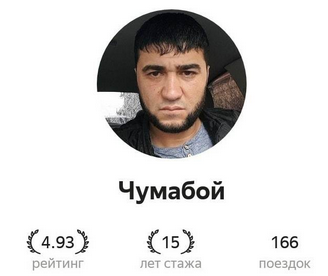 Чумабой
4.93 15 166
рейтинг лет стажа поездок